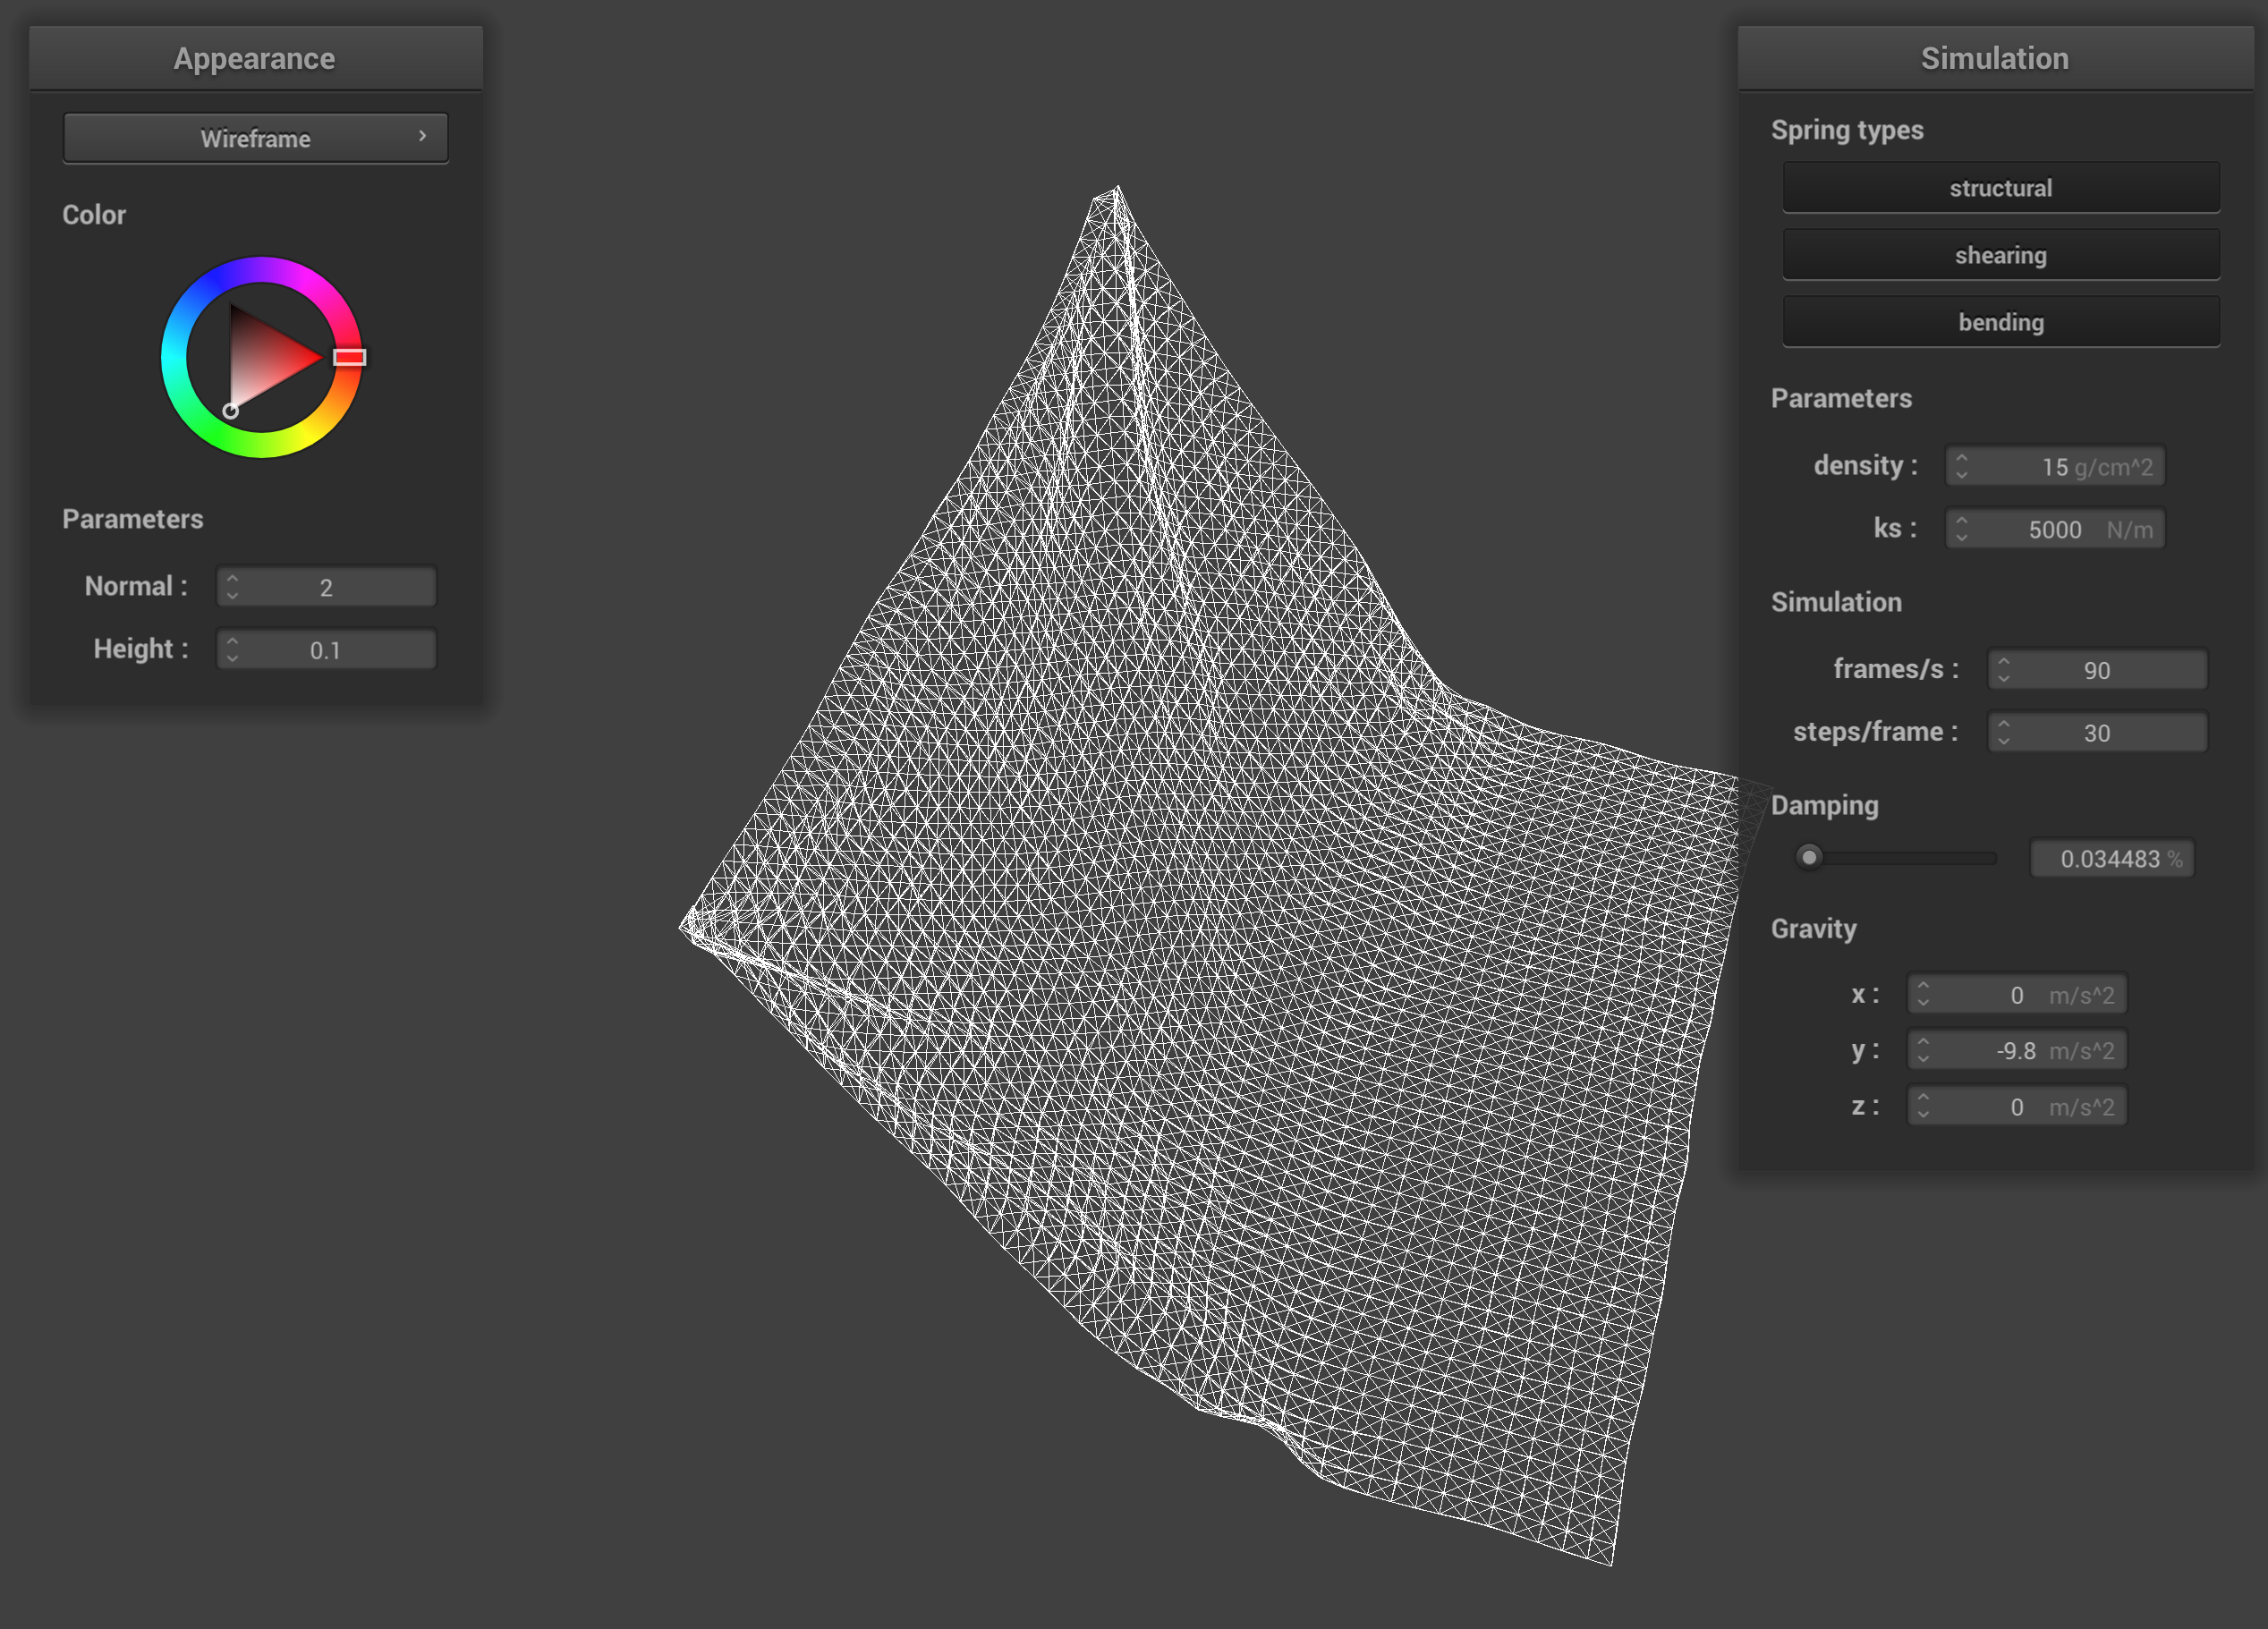 Appearance
Wireframe ›
Color
Parameters
Normal : 2
Height : 0.1
Simulation
Spring types
structural
shearing
bending
Parameters
density : 15 g/cm^2
ks : 5000 N/m
Simulation
frames/s : 90
steps/frame : 30
Damping
0.034483 %
Gravity
x : 0 m/s^2
y : -9.8 m/s^2
z : 0 m/s^2